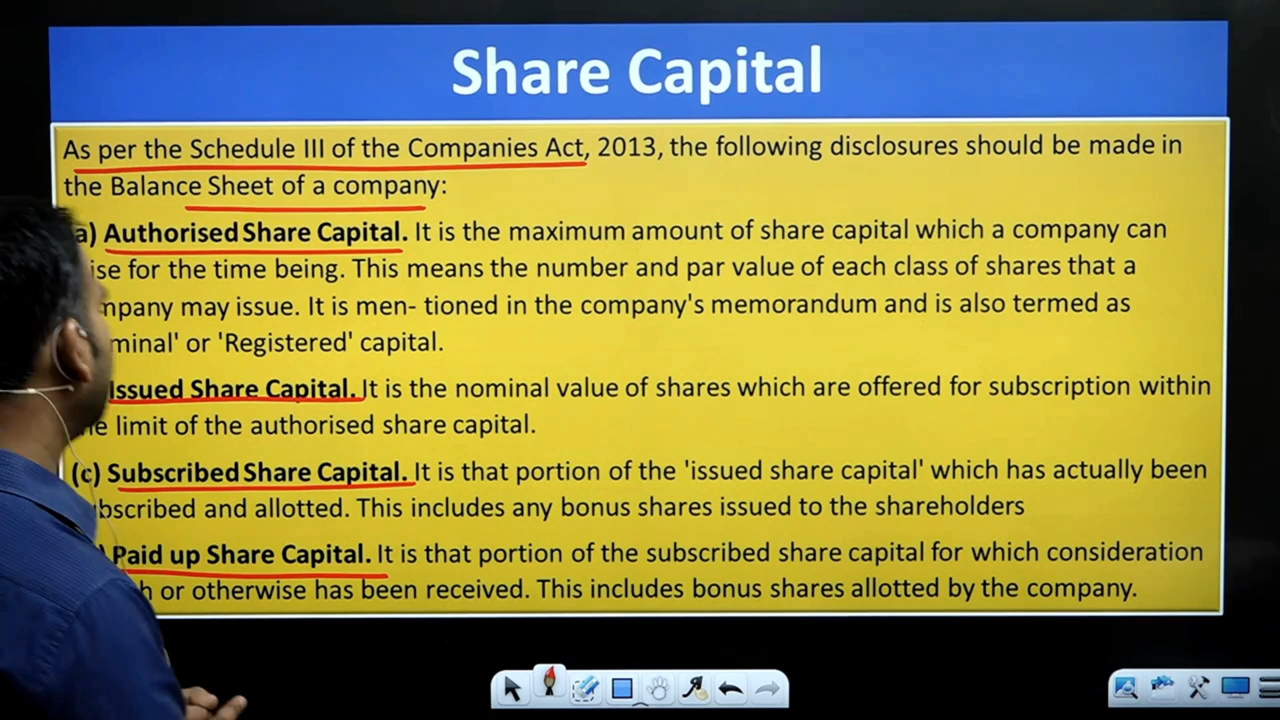 Share Capital
As per the Schedule III of the Companies Act, 2013, the following disclosures should be made in
the Balance Sheet of a company:
a) Authorised Share Capital. It is the maximum amount of share capital which a company can
for the time being. This means the number and par value of each class of shares that a
may issue. It is men- tioned in the company's memorandum and is also termed as
or 'Registered' capital.
Issued Share Capital. It is the nominal value of shares which are offered for subscription within
limit of the authorised share capital.
(c) Subscribed Share Capital. It is that portion of the 'issued share capital' which has actually been
and allotted. This includes any bonus shares issued to the shareholders
Paid up Share Capital. It is that portion of the subscribed share capital for which consideration
or otherwise has been received. This includes bonus shares allotted by the company.